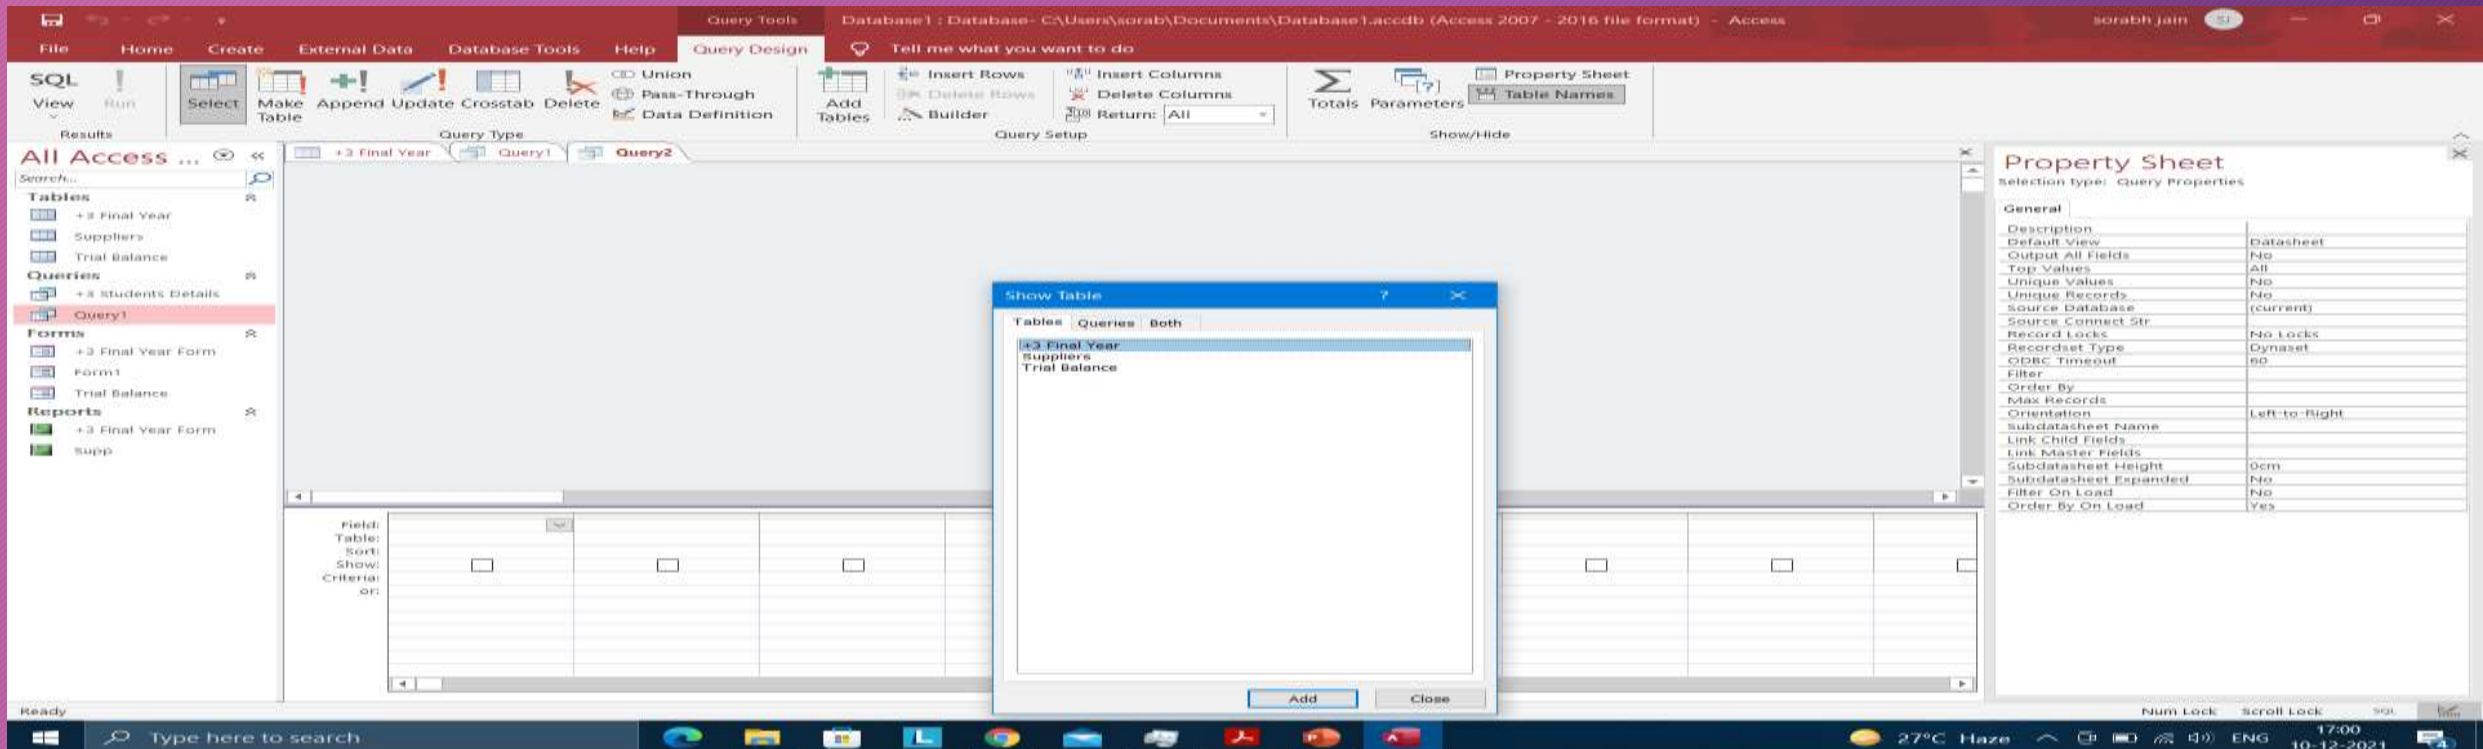 Query Tools Database1 : Database- C:\Users\sorab\Documents\Database1.accdb (Access 2007 - 2016 file format) - Access sorabh jain SJ
File Home Create External Data Database Tools Help Query Design Tell me what you want to do
SQL View
Run
Results
Select
Make Table
Append
Update
Crosstab
Delete
Union
Pass-Through
Data Definition
Query Type
Add Tables
Insert Rows
Delete Rows
Builder
Insert Columns
Delete Columns
Return: All
Query Setup
Totals
Parameters
Property Sheet
Table Names
Show/Hide
All Access ...
Search...
Tables
+3 Final Year
Suppliers
Trial Balance
Queries
+3 Students Details
Query1
Forms
+3 Final Year Form
Form1
Trial Balance
Reports
+3 Final Year Form
Supp
+3 Final Year Query1 Query2
Field:
Table:
Sort:
Show:
Criteria:
or:
Show Table ?
Tables Queries Both
+3 Final Year
Suppliers
Trial Balance
Add Close
Property Sheet
Selection type: Query Properties
General
Description
Default View Datasheet
Output All Fields No
Top Values All
Unique Values No
Unique Records No
Source Database (current)
Source Connect Str
Record Locks No Locks
Recordset Type Dynaset
ODBC Timeout 60
Filter
Order By
Max Records
Orientation Left-to-Right
Subdatasheet Name
Link Child Fields
Link Master Fields
Subdatasheet Height 0cm
Subdatasheet Expanded No
Filter On Load No
Order By On Load Yes
Ready Num Lock Scroll Lock SQL
Type here to search L 27°C Haze ENG 17:00
10-12-2021 4